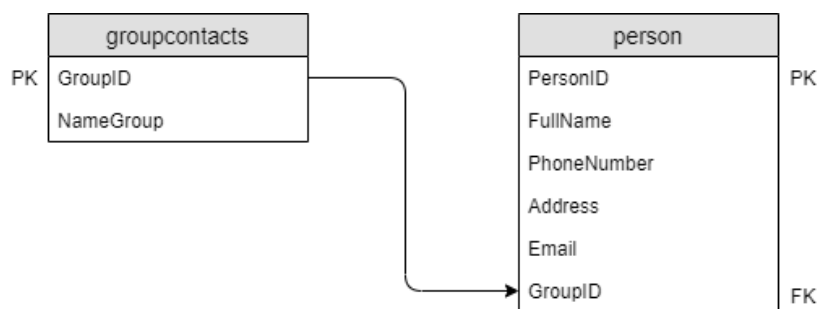 groupcontacts
PK GroupID
NameGroup
person
PersonID PK
FullName
PhoneNumber
Address
Email
GroupID FK